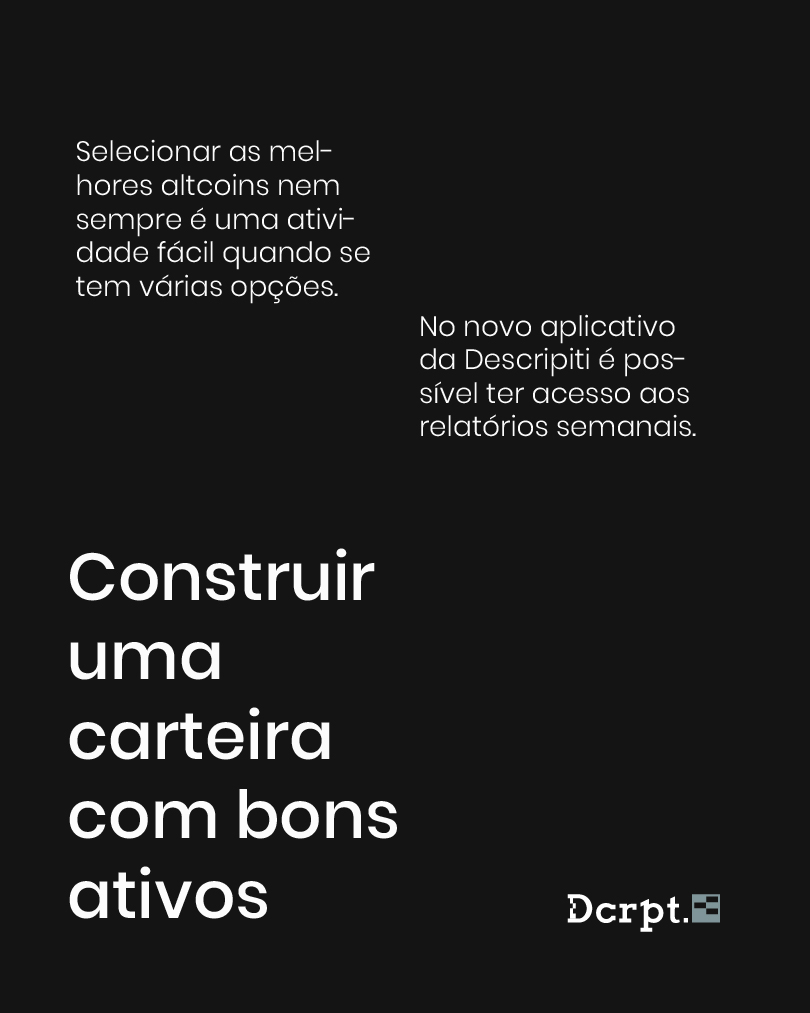 Selecionar as mel-
hores altcoins nem
sempre é uma ativi-
dade fácil quando se
tem várias opções.
No novo aplicativo
da Descripiti é pos-
sível ter acesso aos
relatórios semanais.
Construir
uma
carteira
com bons
ativos
Dcrpt.